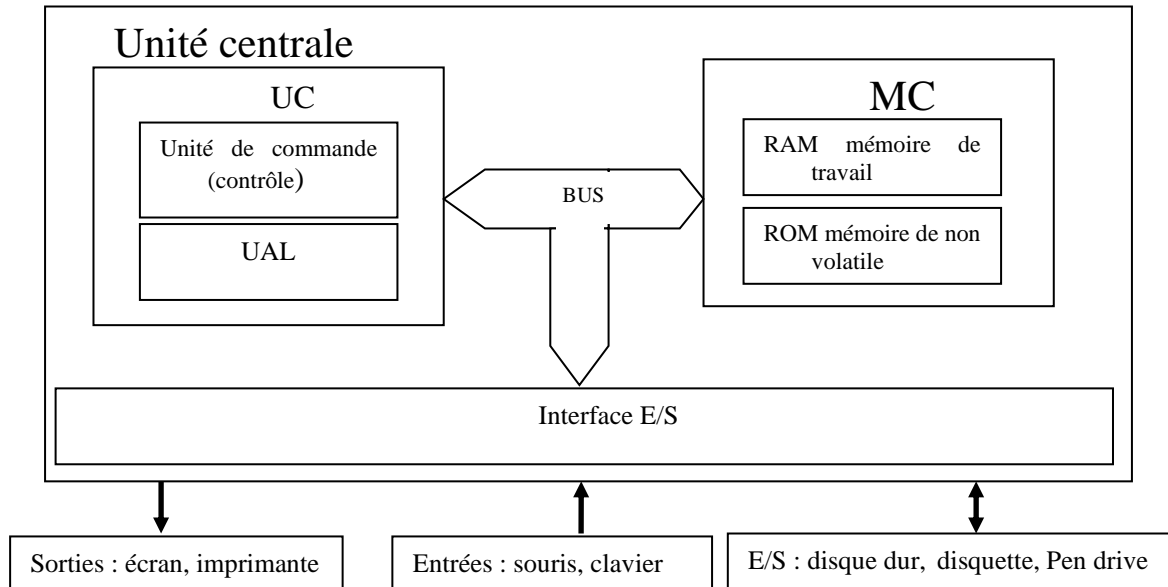 Unité centrale
UC
Unité de commande
(contrôle)
UAL
BUS
MC
RAM mémoire de
travail
ROM mémoire de non
volatile
Interface E/S
Sorties : écran, imprimante
Entrées : souris, clavier
E/S : disque dur, disquette, Pen drive